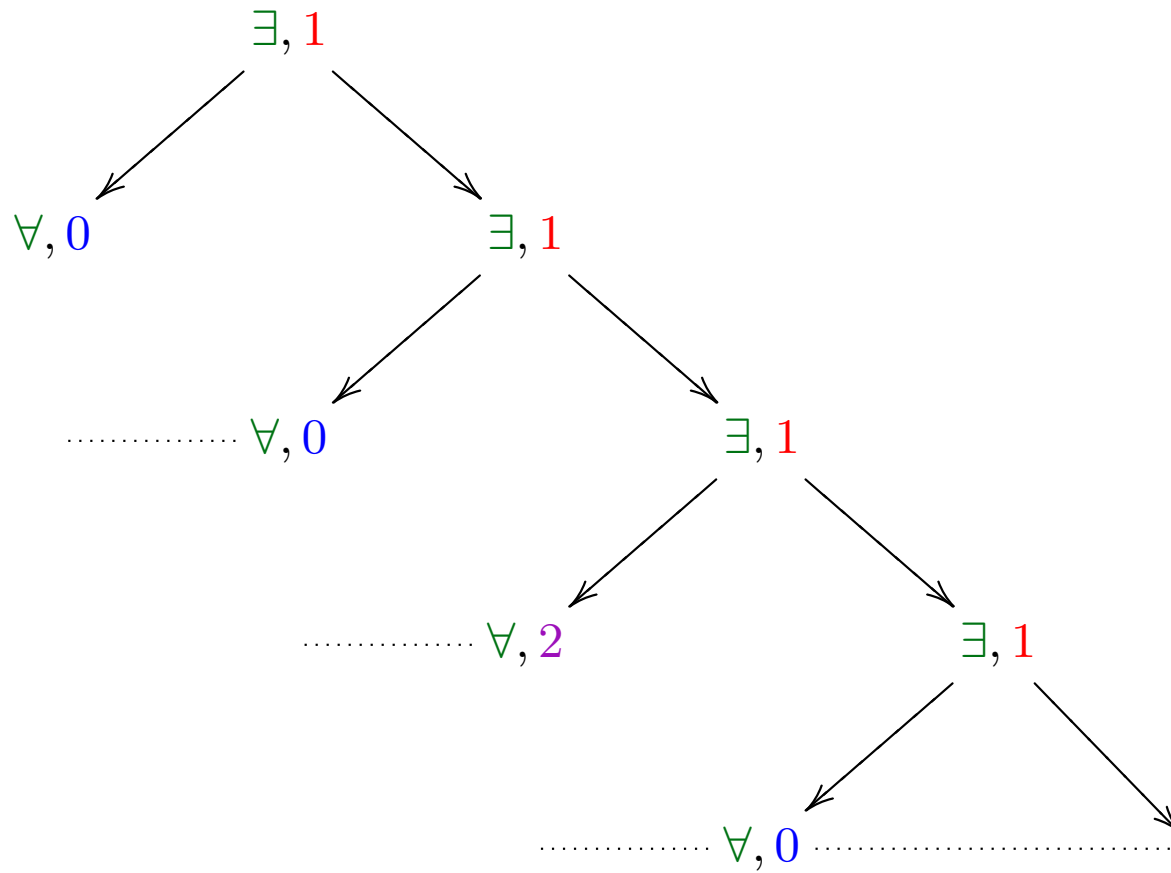 ∃, 1
∀, 0 ∃, 1
∀, 0 ∃, 1
∀, 2 ∃, 1
∀, 0